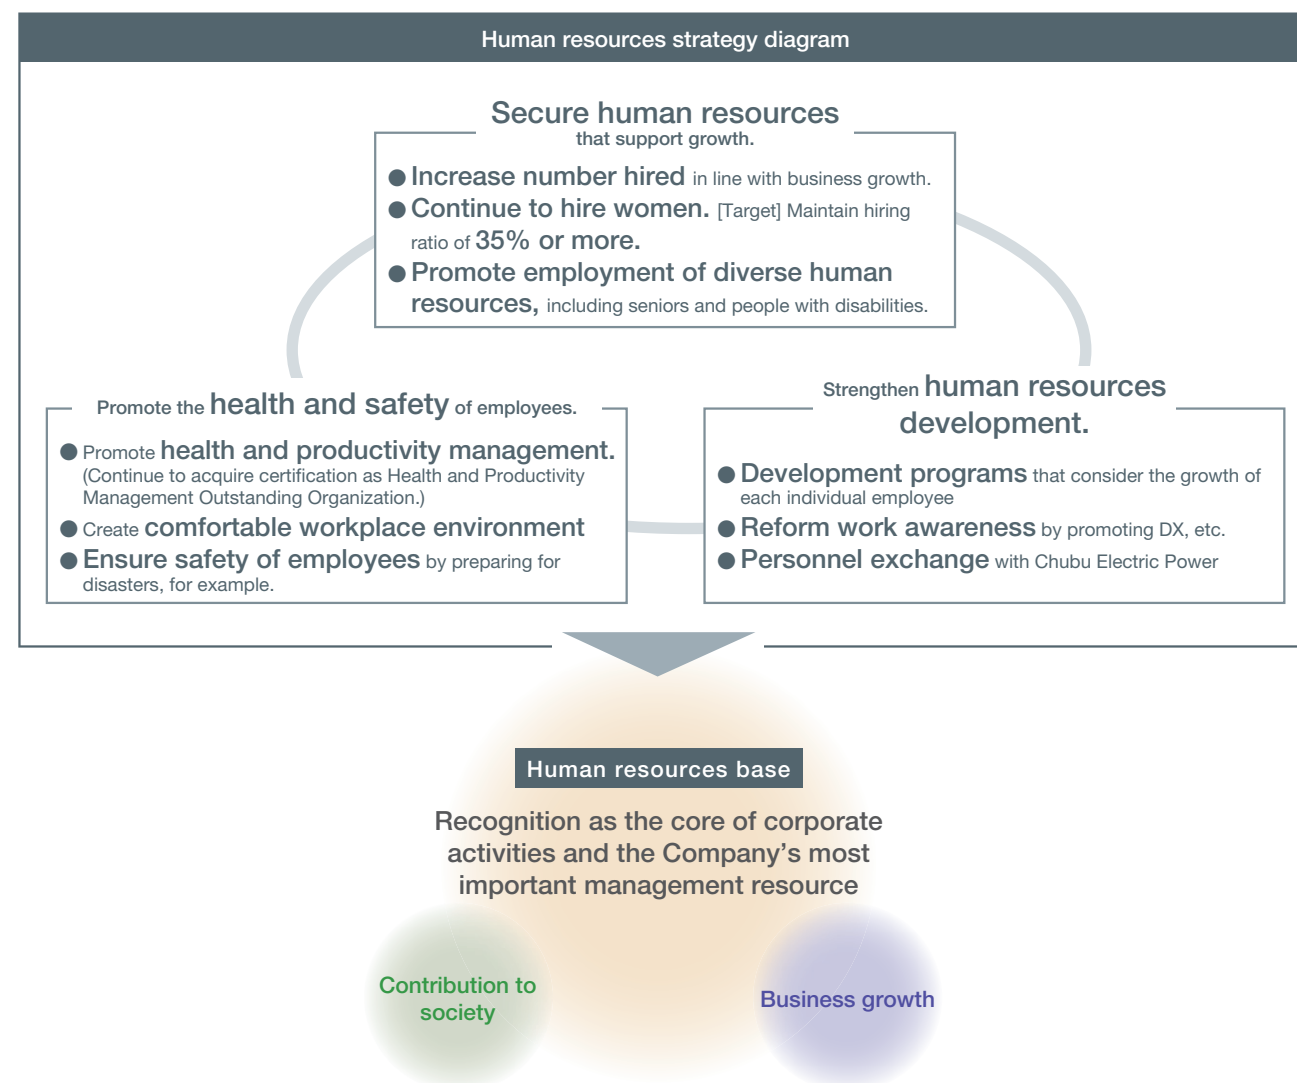 Human resources strategy diagram
Secure human resources
that support growth.
● Increase number hired in line with business growth.
● Continue to hire women. [Target] Maintain hiring
ratio of 35% or more.
● Promote employment of diverse human
resources, including seniors and people with disabilities.
Promote the health and safety of employees.
● Promote health and productivity management.
(Continue to acquire certification as Health and Productivity
Management Outstanding Organization.)
● Create comfortable workplace environment
● Ensure safety of employees by preparing for
disasters, for example.
Strengthen human resources
development.
● Development programs that consider the growth of
each individual employee
● Reform work awareness by promoting DX, etc.
● Personnel exchange with Chubu Electric Power
Human resources base
Recognition as the core of corporate
activities and the Company’s most
important management resource
Contribution to
society
Business growth